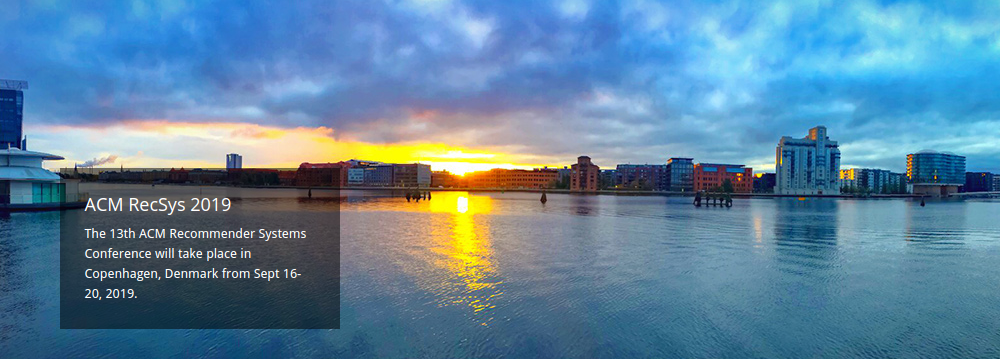 ACM RecSys 2019
The 13th ACM Recommender Systems
Conference will take place in
Copenhagen, Denmark from Sept 16-
20, 2019.